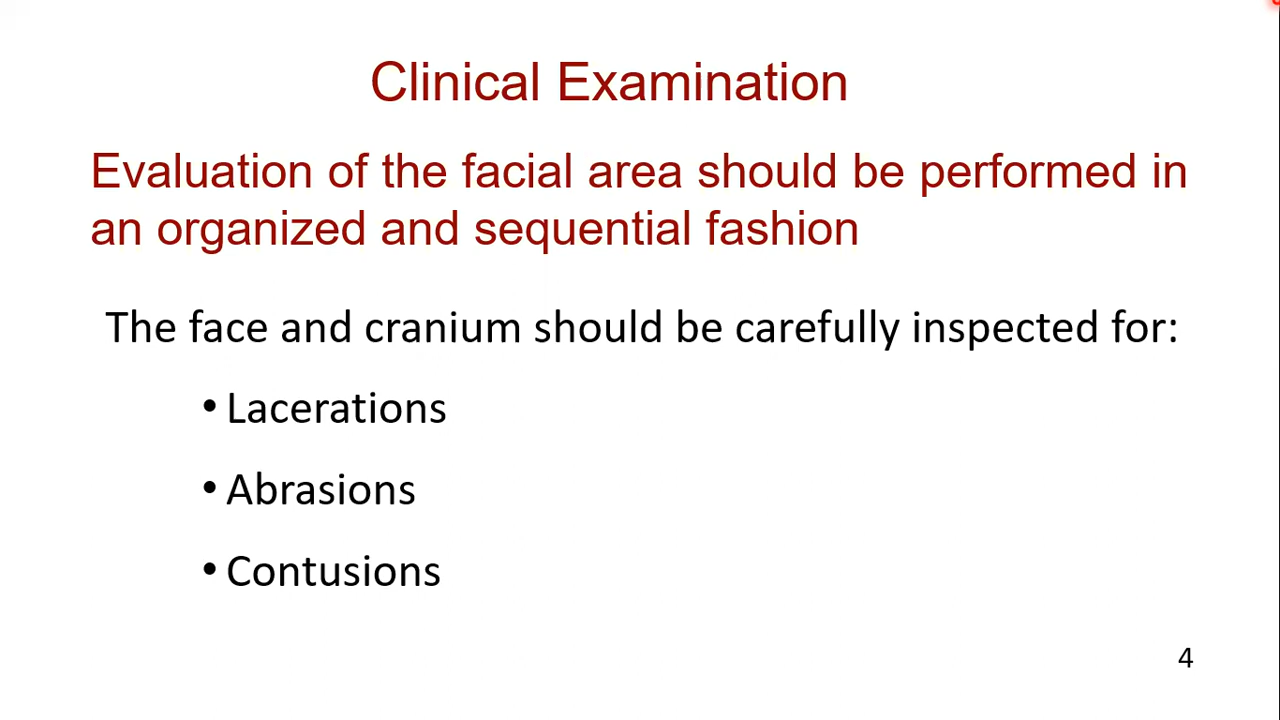 Clinical Examination
Evaluation of the facial area should be performed in
an organized and sequential fashion
The face and cranium should be carefully inspected for:
• Lacerations
• Abrasions
• Contusions
4